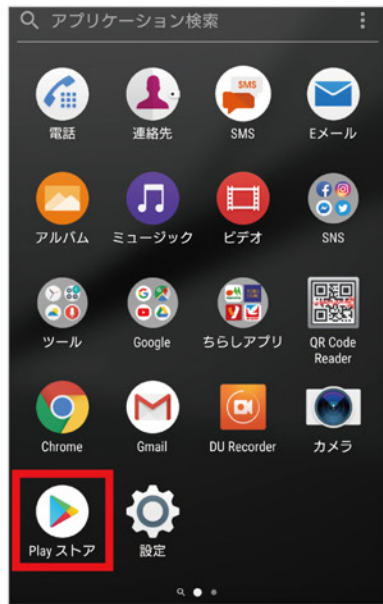 アプリケーション検索
電話
連絡先
SMS
SMS
Eメール
アルバム
ミュージック
ビデオ
SNS
ツール
Google
ちらしアプリ
QR Code
Reader
Chrome
Gmail
DU Recorder
カメラ
Play ストア
設定